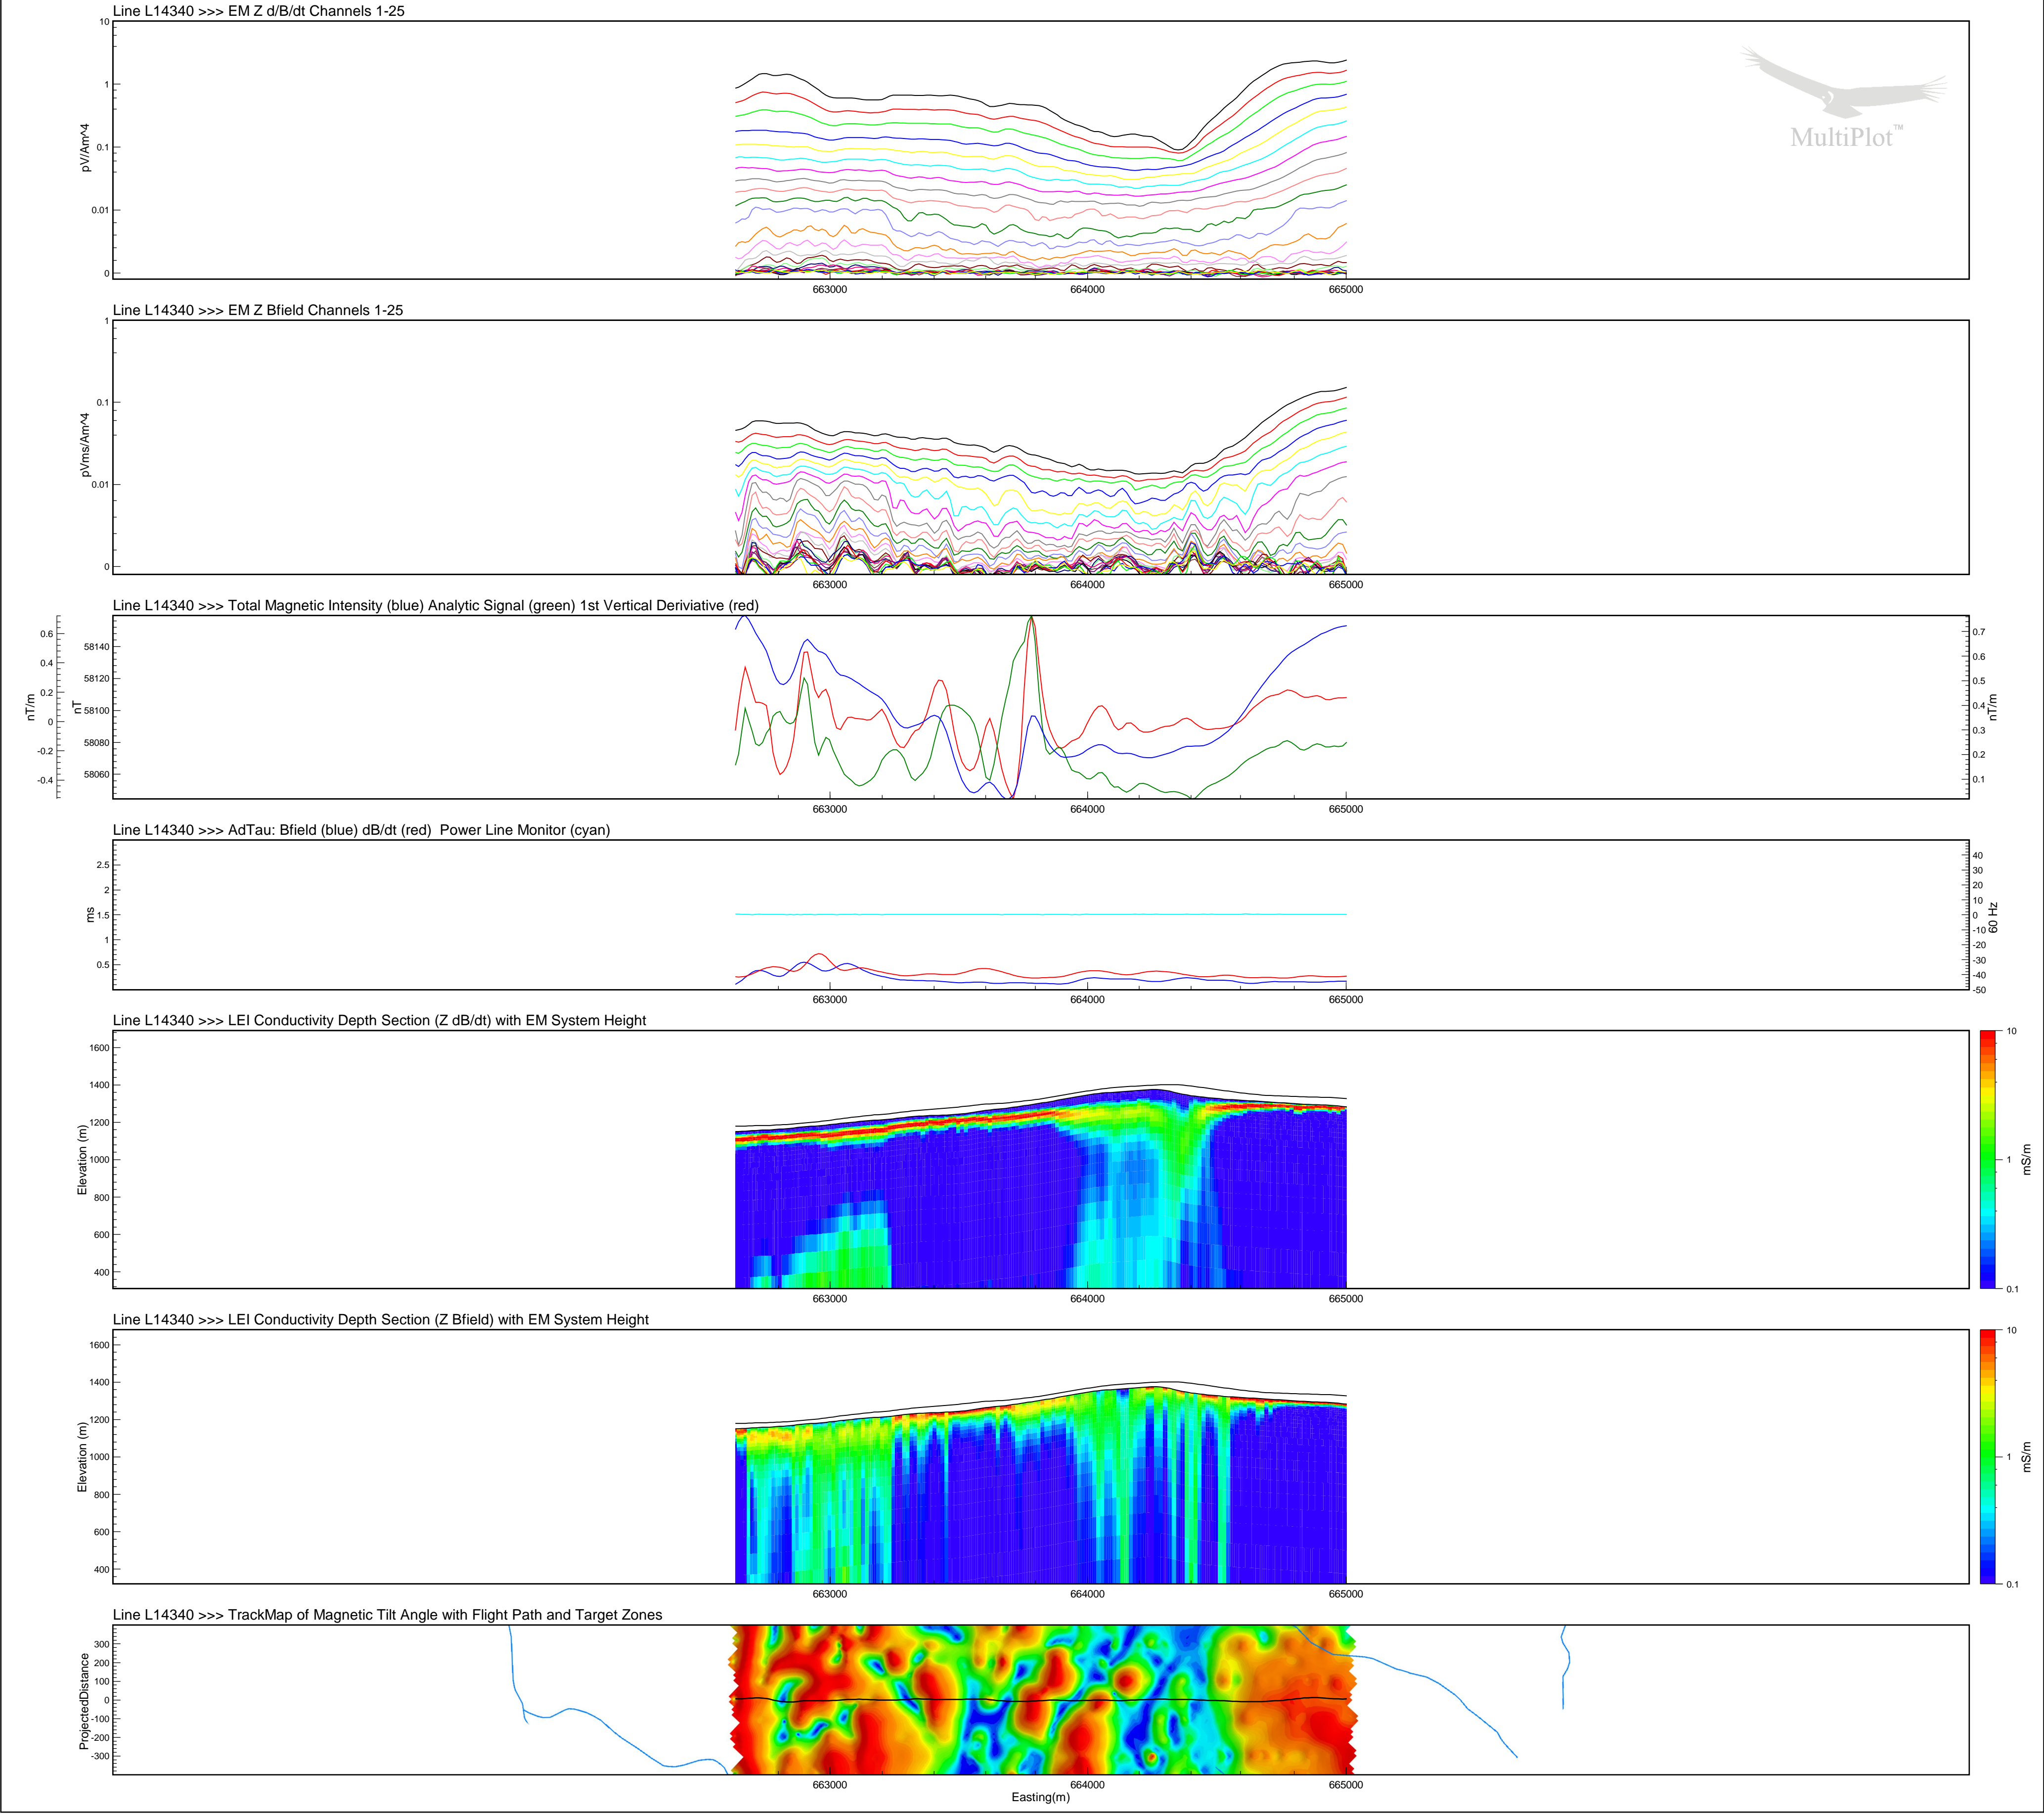 Line L14340 >>> EM Z d/B/dt Channels 1-25
10
1
0.1
0.01
0
pV/Am^4
663000 664000 665000
MultiPlot™
Line L14340 >>> EM Z Bfield Channels 1-25
1
0.1
0.01
0
pVms/Am^4
663000 664000 665000
Line L14340 >>> Total Magnetic Intensity (blue) Analytic Signal (green) 1st Vertical Deriviative (red)
0.6
0.4
0.2
0
-0.2
-0.4
nT/m
58140
58120
58100
58080
58060
nT
0.7
0.6
0.5
0.4
0.3
0.2
0.1
nT/m
663000 664000 665000
Line L14340 >>> AdTau: Bfield (blue) dB/dt (red) Power Line Monitor (cyan)
2.5
2
1.5
1
0.5
ms
40
30
20
10
0
-10
-20
-30
-40
-50
60 Hz
663000 664000 665000
Line L14340 >>> LEI Conductivity Depth Section (Z dB/dt) with EM System Height
1600
1400
1200
1000
800
600
400
Elevation (m)
10
1
0.1
mS/m
663000 664000 665000
Line L14340 >>> LEI Conductivity Depth Section (Z Bfield) with EM System Height
1600
1400
1200
1000
800
600
400
Elevation (m)
10
1
0.1
mS/m
663000 664000 665000
Line L14340 >>> TrackMap of Magnetic Tilt Angle with Flight Path and Target Zones
300
200
100
0
-100
-200
-300
ProjectedDistance
663000 664000 665000
Easting(m)